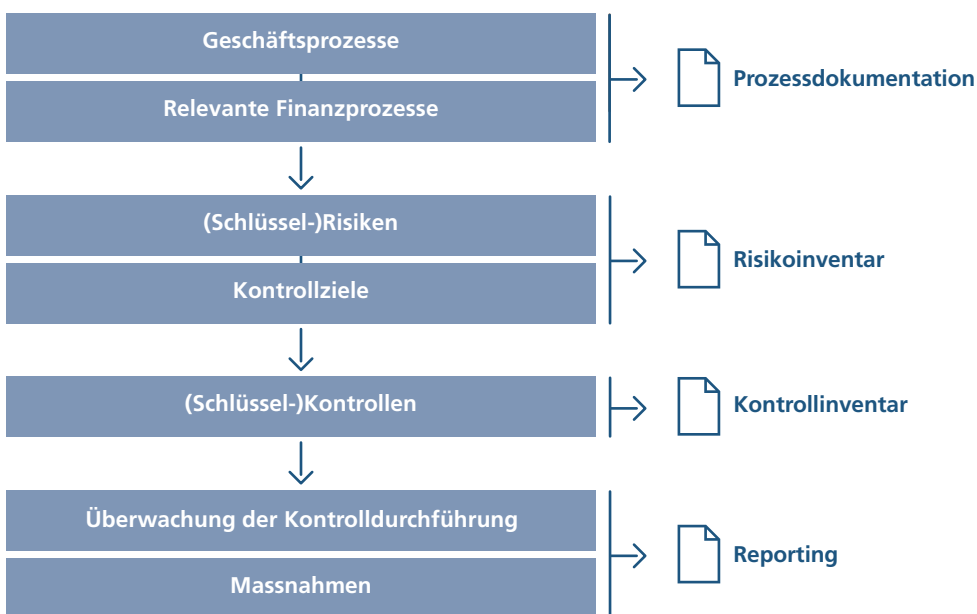 Geschäftsprozesse
Relevante Finanzprozesse
Prozessdokumentation
(Schlüssel-)Risiken
Kontrollziele
Risikoinventar
(Schlüssel-)Kontrollen
Kontrollinventar
Überwachung der Kontrolldurchführung
Massnahmen
Reporting